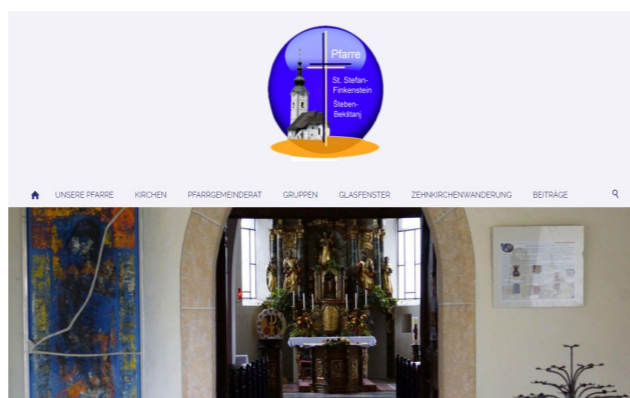 Pfarre
St. Stefan-
Finkenstein
Šteben-
Bekštanj
UNSERE PFARRE KIRCHEN PFARRGEMEINDERAT GRUPPEN GLASFENSTER ZEHNKIRCHENWANDERUNG BEITRÄGE